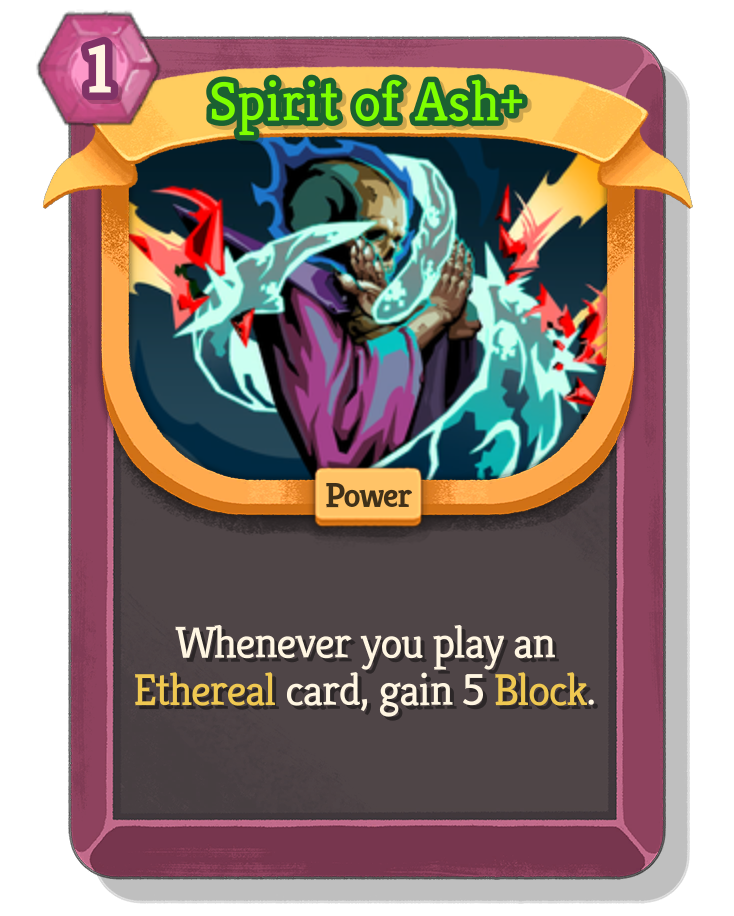 1
Spirit of Ash+
Power
Whenever you play an
Ethereal card, gain 5 Block.